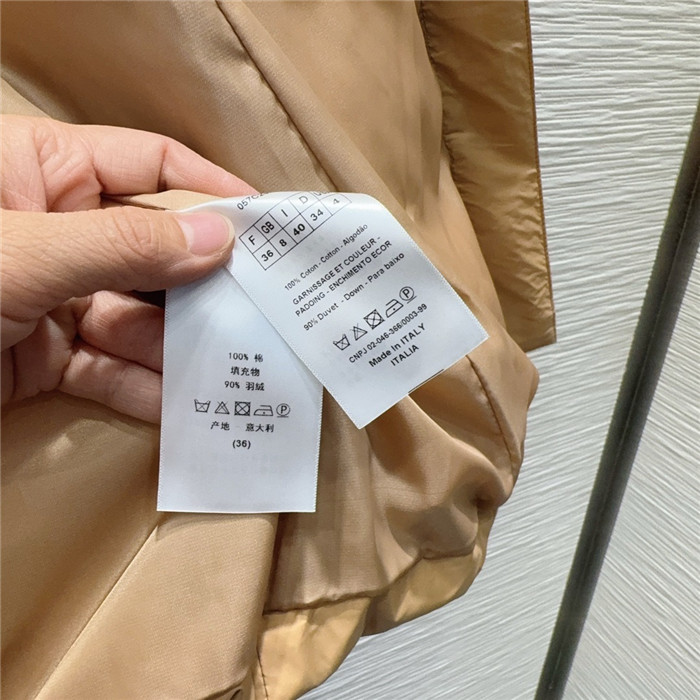 F GB I D
36 8 40 34 4
100% Coton - Cotton - Algodão
GARNISSAGE ET COULEUR -
PADDING - ENCHIMENTO ECOR
90% Duvet - Down - Para baixo
CNPJ 02-046-366/0003-99
Made In ITALY
ITALIA
100% 棉
填充物
90% 羽绒
产地 意大利
(36)